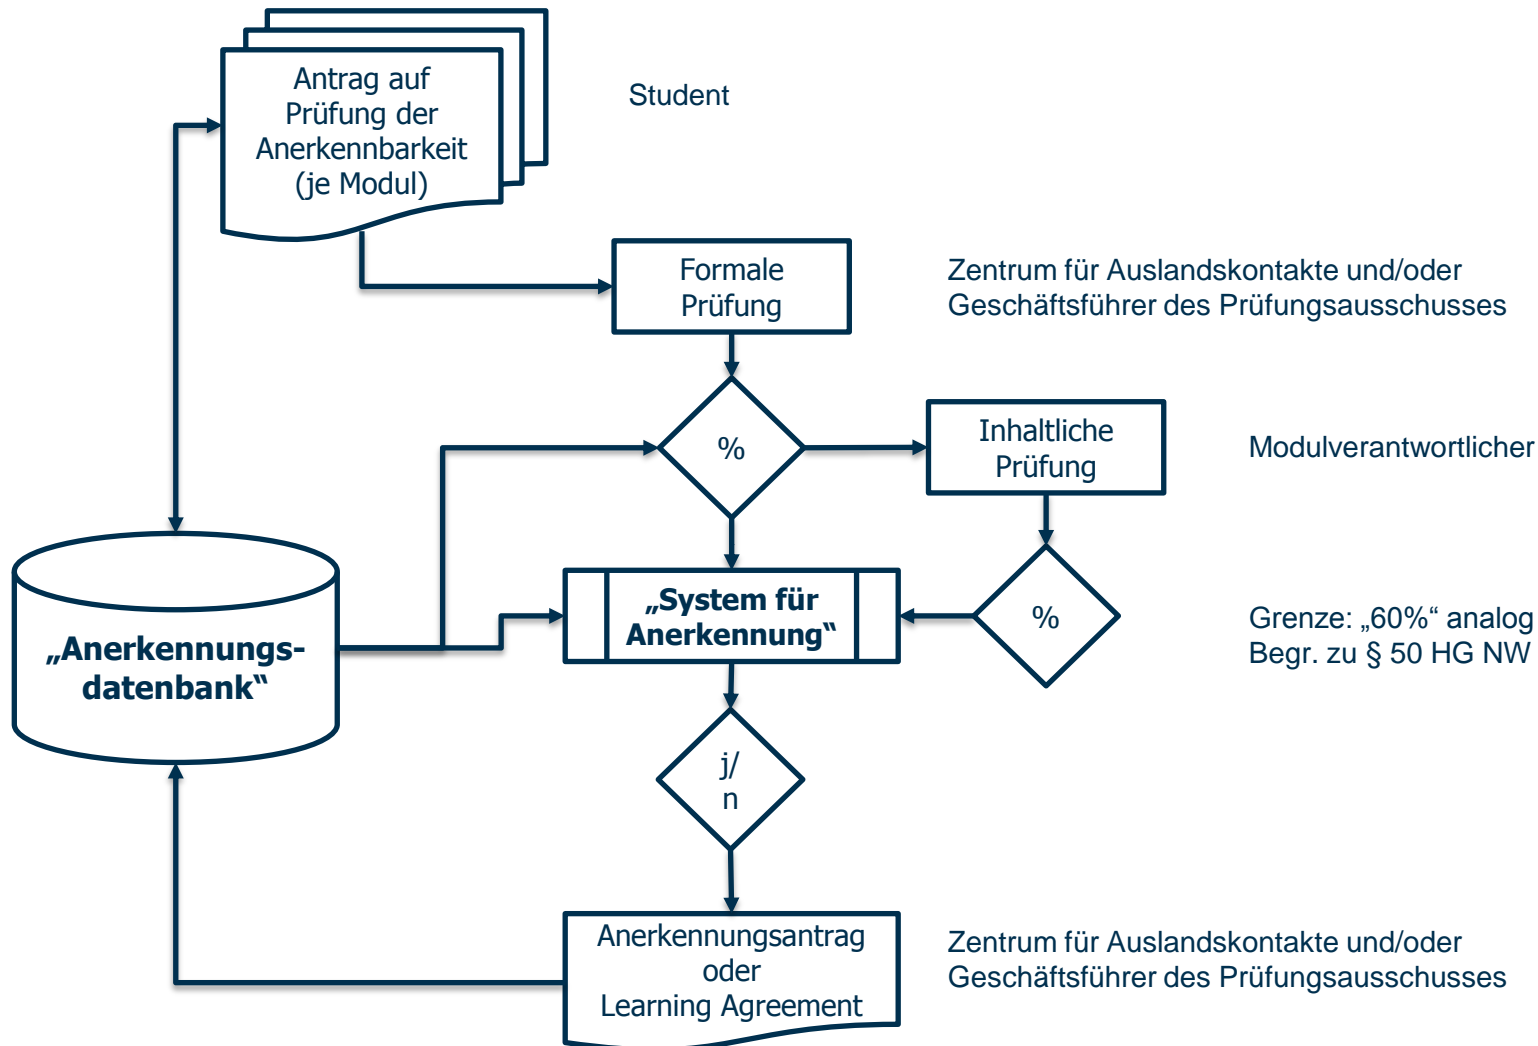 Antrag auf
Prüfung der
Anerkennbarkeit
(je Modul)
Student
Formale
Prüfung
Zentrum für Auslandskontakte und/oder
Geschäftsführer des Prüfungsausschusses
%
Inhaltliche
Prüfung
Modulverantwortlicher
„System für
Anerkennung“
%
Grenze: „60%“ analog
Begr. zu § 50 HG NW
„Anerkennungs-
datenbank“
j/
n
Anerkennungsantrag
oder
Learning Agreement
Zentrum für Auslandskontakte und/oder
Geschäftsführer des Prüfungsausschusses